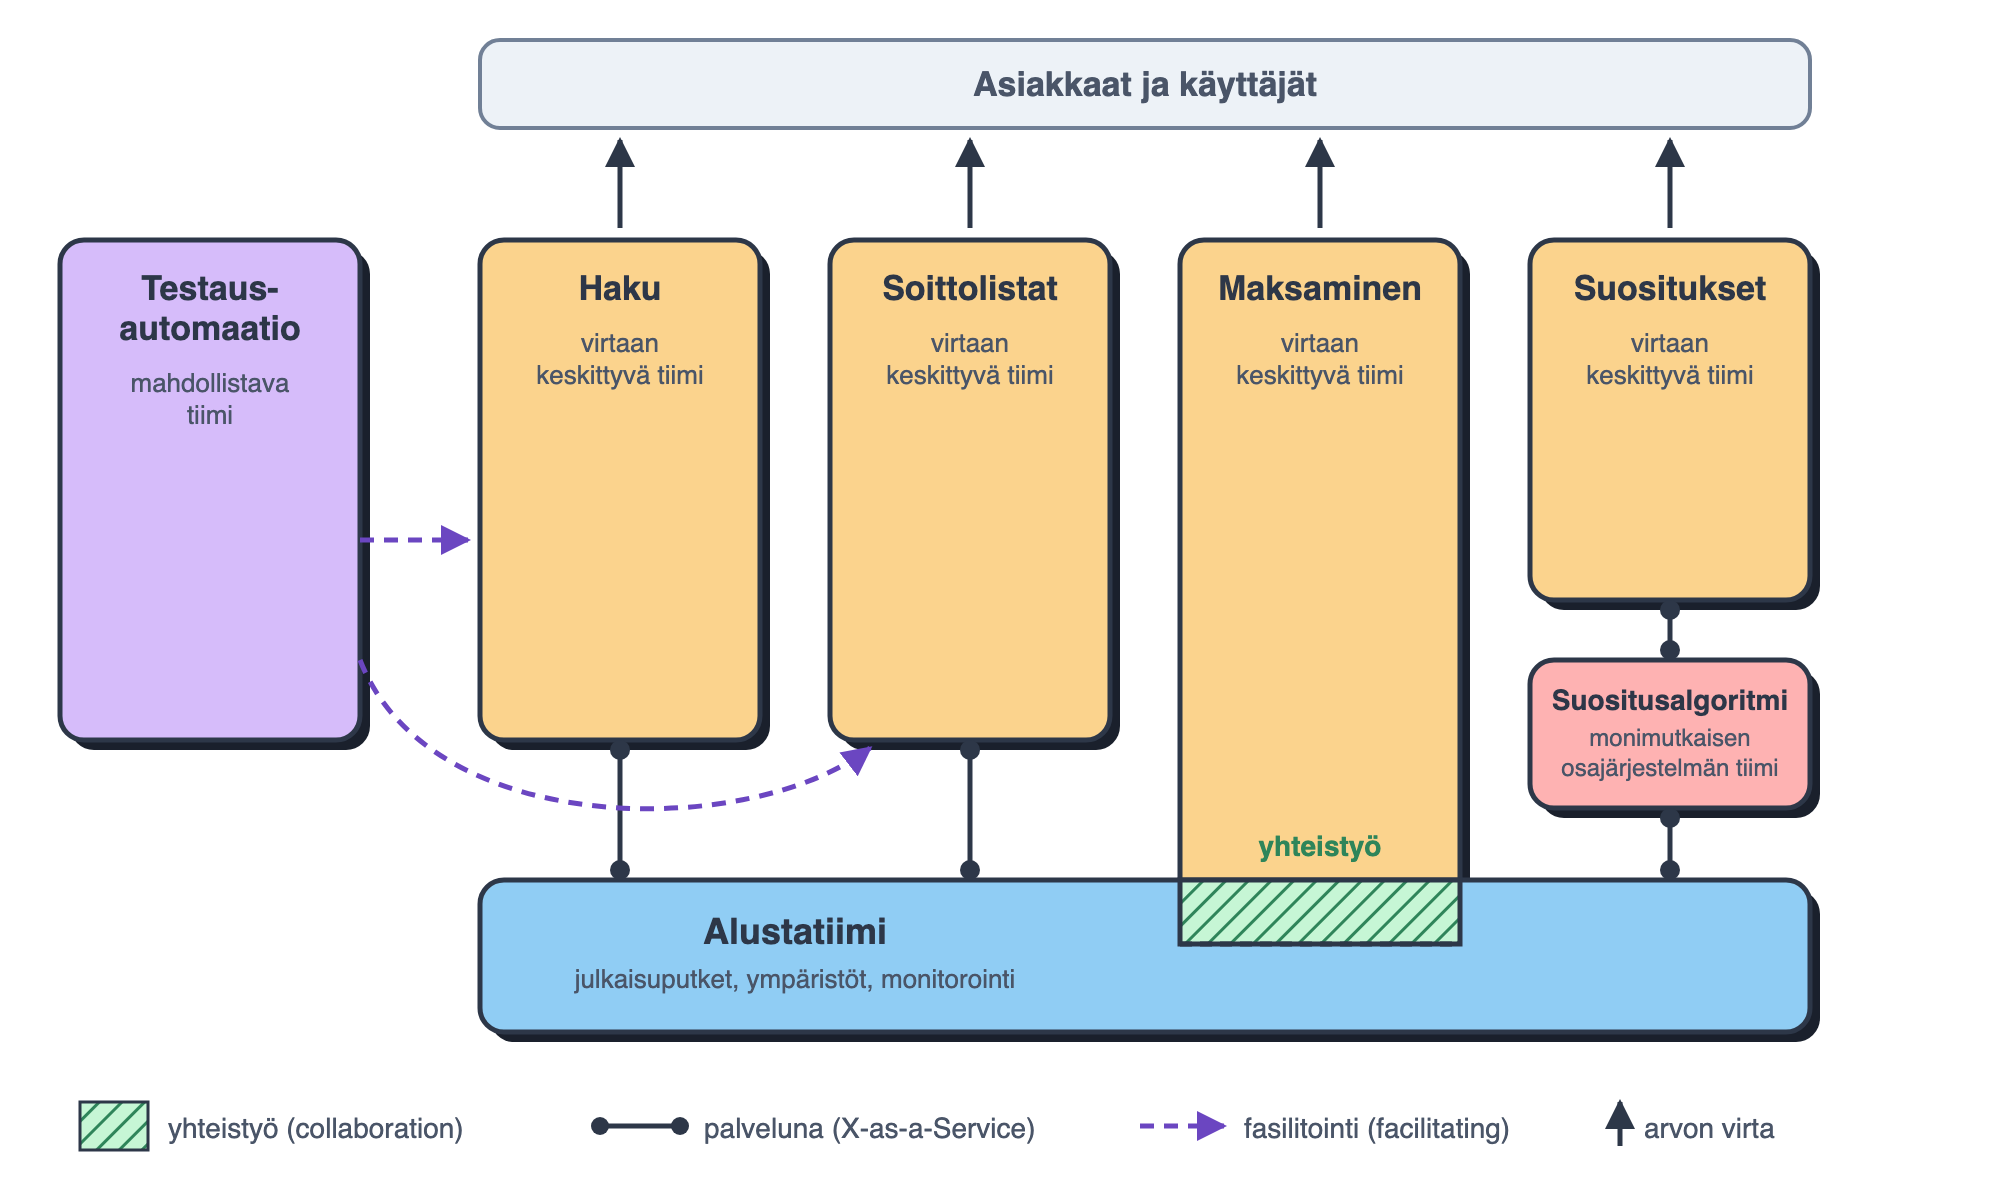 Asiakkaat ja käyttäjät
Testaus-
automaatio
mahdollistava
tiimi
Haku
virtaan
keskittyvä tiimi
Soittolistat
virtaan
keskittyvä tiimi
Maksaminen
virtaan
keskittyvä tiimi
Suositukset
virtaan
keskittyvä tiimi
Suositusalgoritmi
monimutkaisen
osajärjestelmän tiimi
yhteistyö
Alustatiimi
julkaisuputket, ympäristöt, monitorointi
yhteistyö (collaboration)
palveluna (X-as-a-Service)
fasilitointi (facilitating)
arvon virta